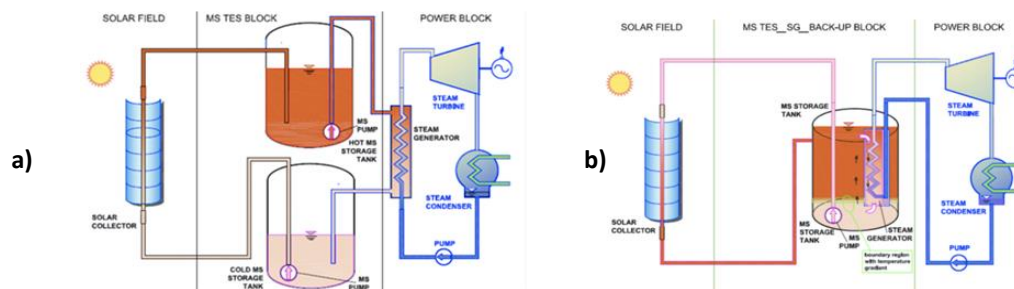 a)
SOLAR FIELD
MS TES BLOCK
POWER BLOCK
STEAM
TURBINE
MS
PUMP
HOT MS
STORAGE
TANK
STEAM
GENERATOR
STEAM
CONDENSER
SOLAR
COLLECTOR
PUMP
COLD MS
STORAGE
TANK
MS
PUMP
b)
SOLAR FIELD
MS TES__SG__BACK-UP BLOCK
POWER BLOCK
STEAM
TURBINE
MS STORAGE
TANK
STEAM
CONDENSER
SOLAR
COLLECTOR
MS
STORAGE
TANK
MS
PUMP
STEAM
GENERATOR
PUMP
boundary region
with temperature
gradient